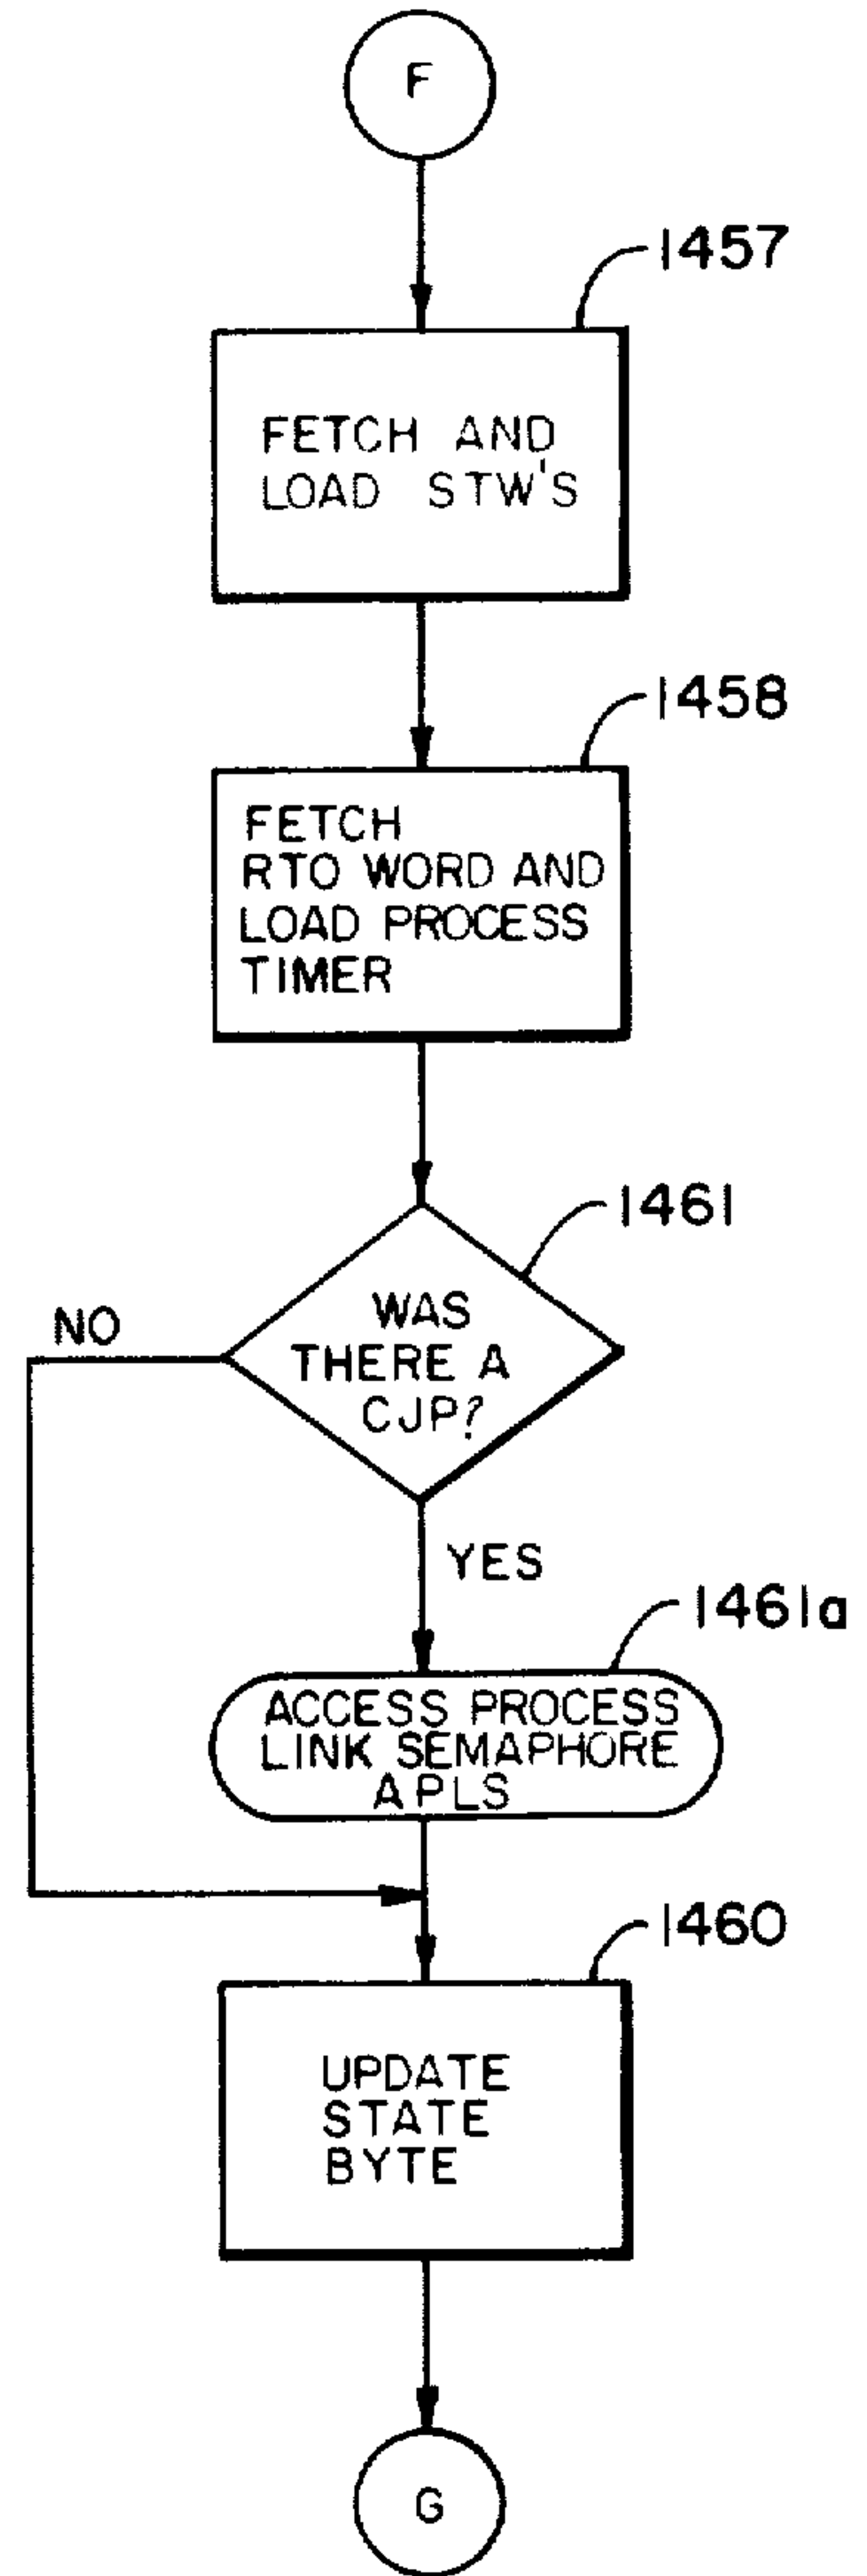 F
1457
FETCH AND
LOAD STW'S
1458
FETCH
RTO WORD AND
LOAD PROCESS
TIMER
1461
WAS
THERE A
CJP?
NO
YES
1461a
ACCESS PROCESS
LINK SEMAPHORE
APLS
1460
UPDATE
STATE
BYTE
G